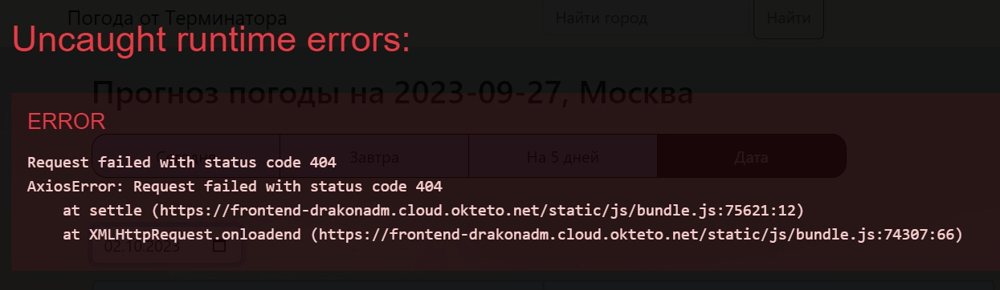 Погода от Терминатора
Найти город
Найти
Uncaught runtime errors:
Прогноз погоды на 2023-09-27, Москва
ERROR
Сегодня
Завтра
На 5 дней
Дата
Request failed with status code 404
AxiosError: Request failed with status code 404
at settle (https://frontend-drakonadm.cloud.okteto.net/static/js/bundle.js:75621:12)
at XMLHttpRequest.onloadend (https://frontend-drakonadm.cloud.okteto.net/static/js/bundle.js:74307:66)
02.10.2023